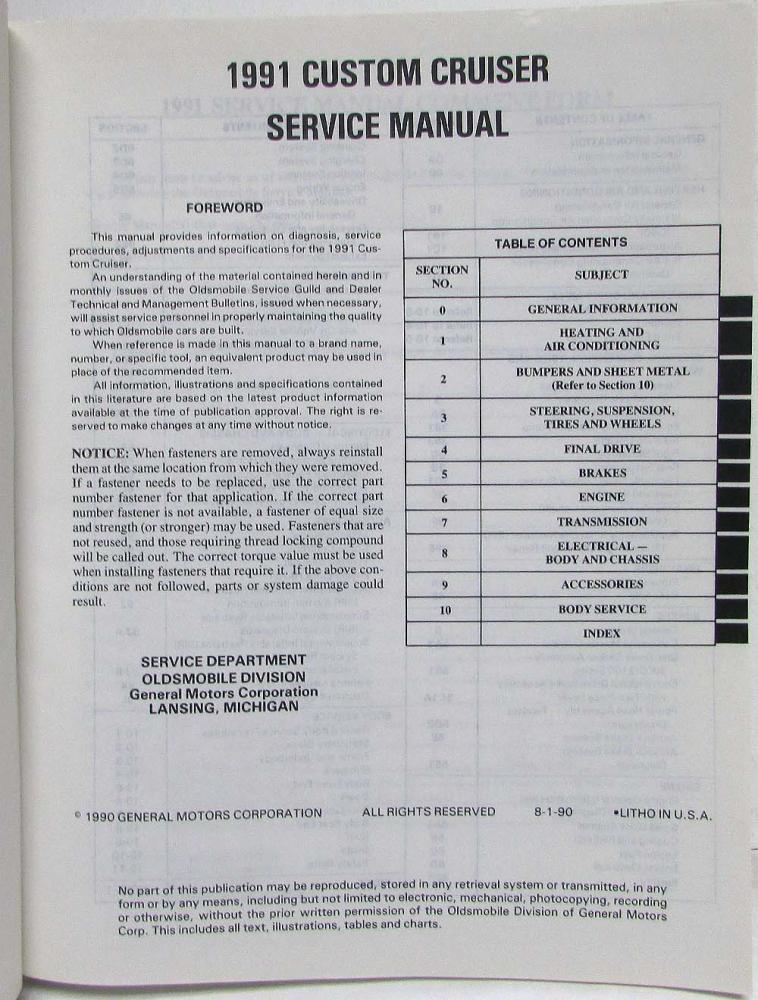 1991 CUSTOM CRUISER
SERVICE MANUAL
FOREWORD
This manual provides information on diagnosis, service
procedures, adjustments and specifications for the 1991 Cus-
tom Cruiser.
An understanding of the material contained herein and in
monthly issues of the Oldsmobile Service Guild and Dealer
Technical and Management Bulletins, issued when necessary,
will assist service personnel in properly maintaining the quality
to which Oldsmobile cars are built.
When reference is made in this manual to a brand name,
number, or specific tool, an equivalent product may be used in
place of the recommended item.
All information, illustrations and specifications contained
in this literature are based on the latest product information
available at the time of publication approval. The right is re-
served to make changes at any time without notice.
NOTICE: When fasteners are removed, always reinstall
them at the same location from which they were removed.
If a fastener needs to be replaced, use the correct part
number fastener for that application. If the correct part
number fastener is not available, a fastener of equal size
and strength (or stronger) may be used. Fasteners that are
not reused, and those requiring thread locking compound
will be called out. The correct torque value must be used
when installing fasteners that require it. If the above con-
ditions are not followed, parts or system damage could
result.
SERVICE DEPARTMENT
OLDSMOBILE DIVISION
General Motors Corporation
LANSING, MICHIGAN
TABLE OF CONTENTS
SECTION
NO.
SUBJECT
0 GENERAL INFORMATION
1 HEATING AND
AIR CONDITIONING
2 BUMPERS AND SHEET METAL
(Refer to Section 10)
3 STEERING, SUSPENSION,
TIRES AND WHEELS
4 FINAL DRIVE
5 BRAKES
6 ENGINE
7 TRANSMISSION
8 ELECTRICAL —
BODY AND CHASSIS
9 ACCESSORIES
10 BODY SERVICE
INDEX
© 1990 GENERAL MOTORS CORPORATION ALL RIGHTS RESERVED 8-1-90 •LITHO IN U.S.A.
No part of this publication may be reproduced, stored in any retrieval system or transmitted, in any
form or by any means, including but not limited to electronic, mechanical, photocopying, recording
or otherwise, without the prior written permission of the Oldsmobile Division of General Motors
Corp. This includes all text, illustrations, tables and charts.